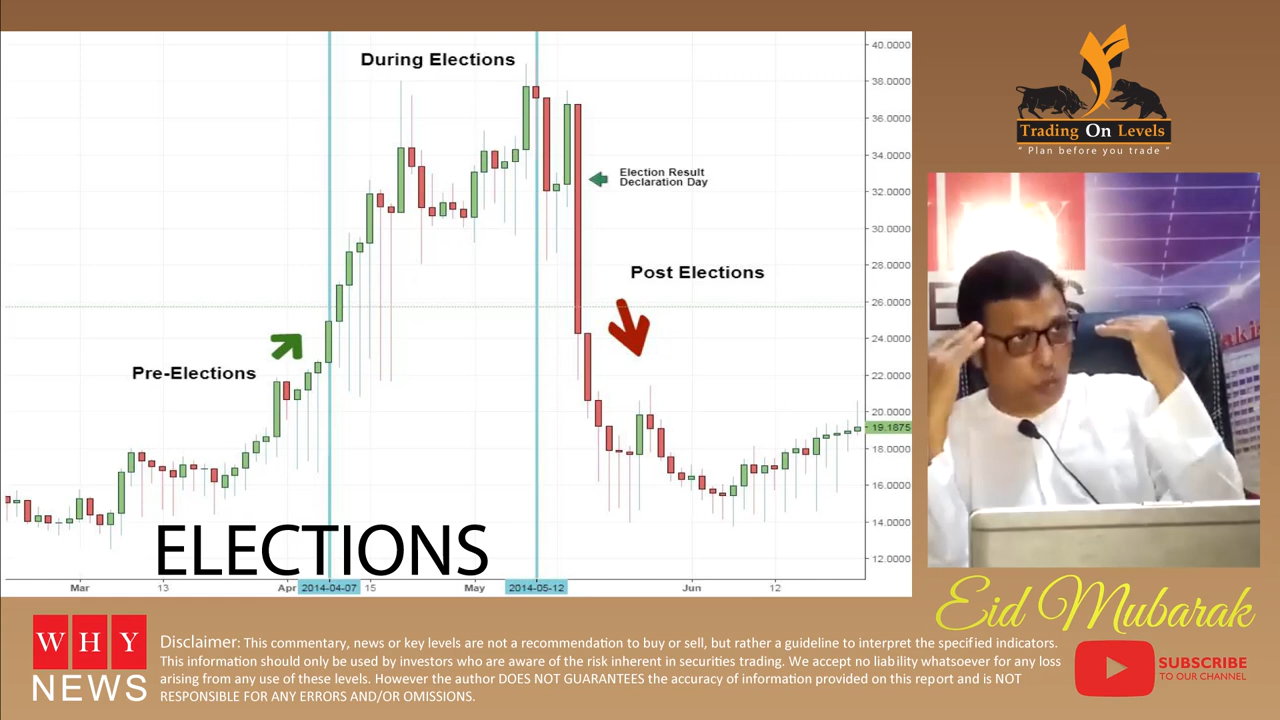 During Elections
40.0000
38.0000
36.0000
34.0000
32.0000
30.0000
28.0000
26.0000
24.0000
22.0000
20.0000
19.1875
18.0000
16.0000
14.0000
12.0000
Election Result
Declaration Day
Post Elections
Pre-Elections
ELECTIONS
Mar 13 Apr 2014-04-07 15 May 2014-05-12 Jun 12
Trading On Levels
" Plan before you trade "
Eid Mubarak
WHY
NEWS
Disclaimer: This commentary, news or key levels are not a recommendation to buy or sell, but rather a guideline to interpret the specified indicators.
This information should only be used by investors who are aware of the risk inherent in securities trading. We accept no liability whatsoever for any loss
arising from any use of these levels. However the author DOES NOT GUARANTEES the accuracy of information provided on this report and is NOT
RESPONSIBLE FOR ANY ERRORS AND/OR OMISSIONS.
SUBSCRIBE
TO OUR CHANNEL